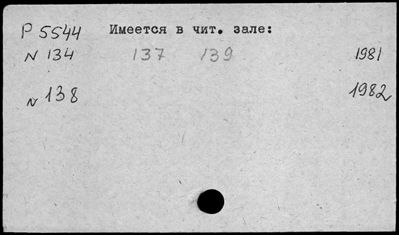 Р 5544 Имеется в чит. зале:
N 134 137 139 1981
N 138 1982